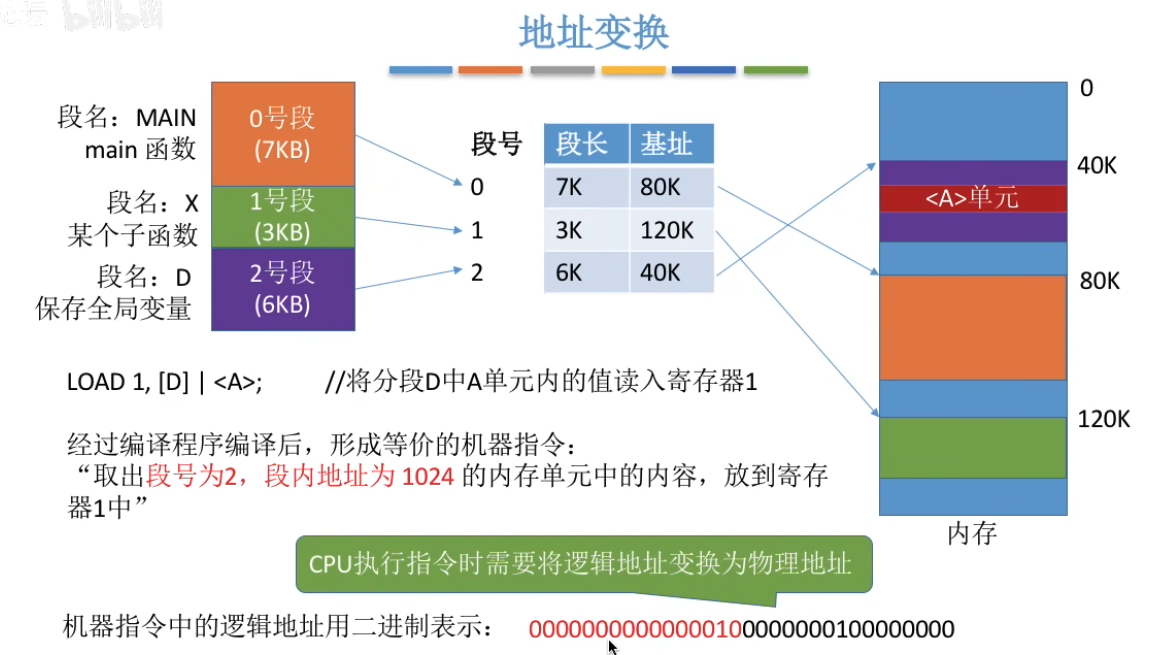 bilibili
地址变换
段名：MAIN
main 函数
0号段
(7KB)
段名：X
某个子函数
1号段
(3KB)
段名：D
保存全局变量
2号段
(6KB)
段号 段长 基址
0 7K 80K
1 3K 120K
2 6K 40K
0
40K
<A>单元
80K
120K
内存
LOAD 1, [D] | <A>; //将分段D中A单元内的值读入寄存器1
经过编译程序编译后，形成等价的机器指令：
“取出段号为2，段内地址为 1024 的内存单元中的内容，放到寄存
器1中”
CPU执行指令时需要将逻辑地址变换为物理地址
机器指令中的逻辑地址用二进制表示： 00000000000000100000000100000000